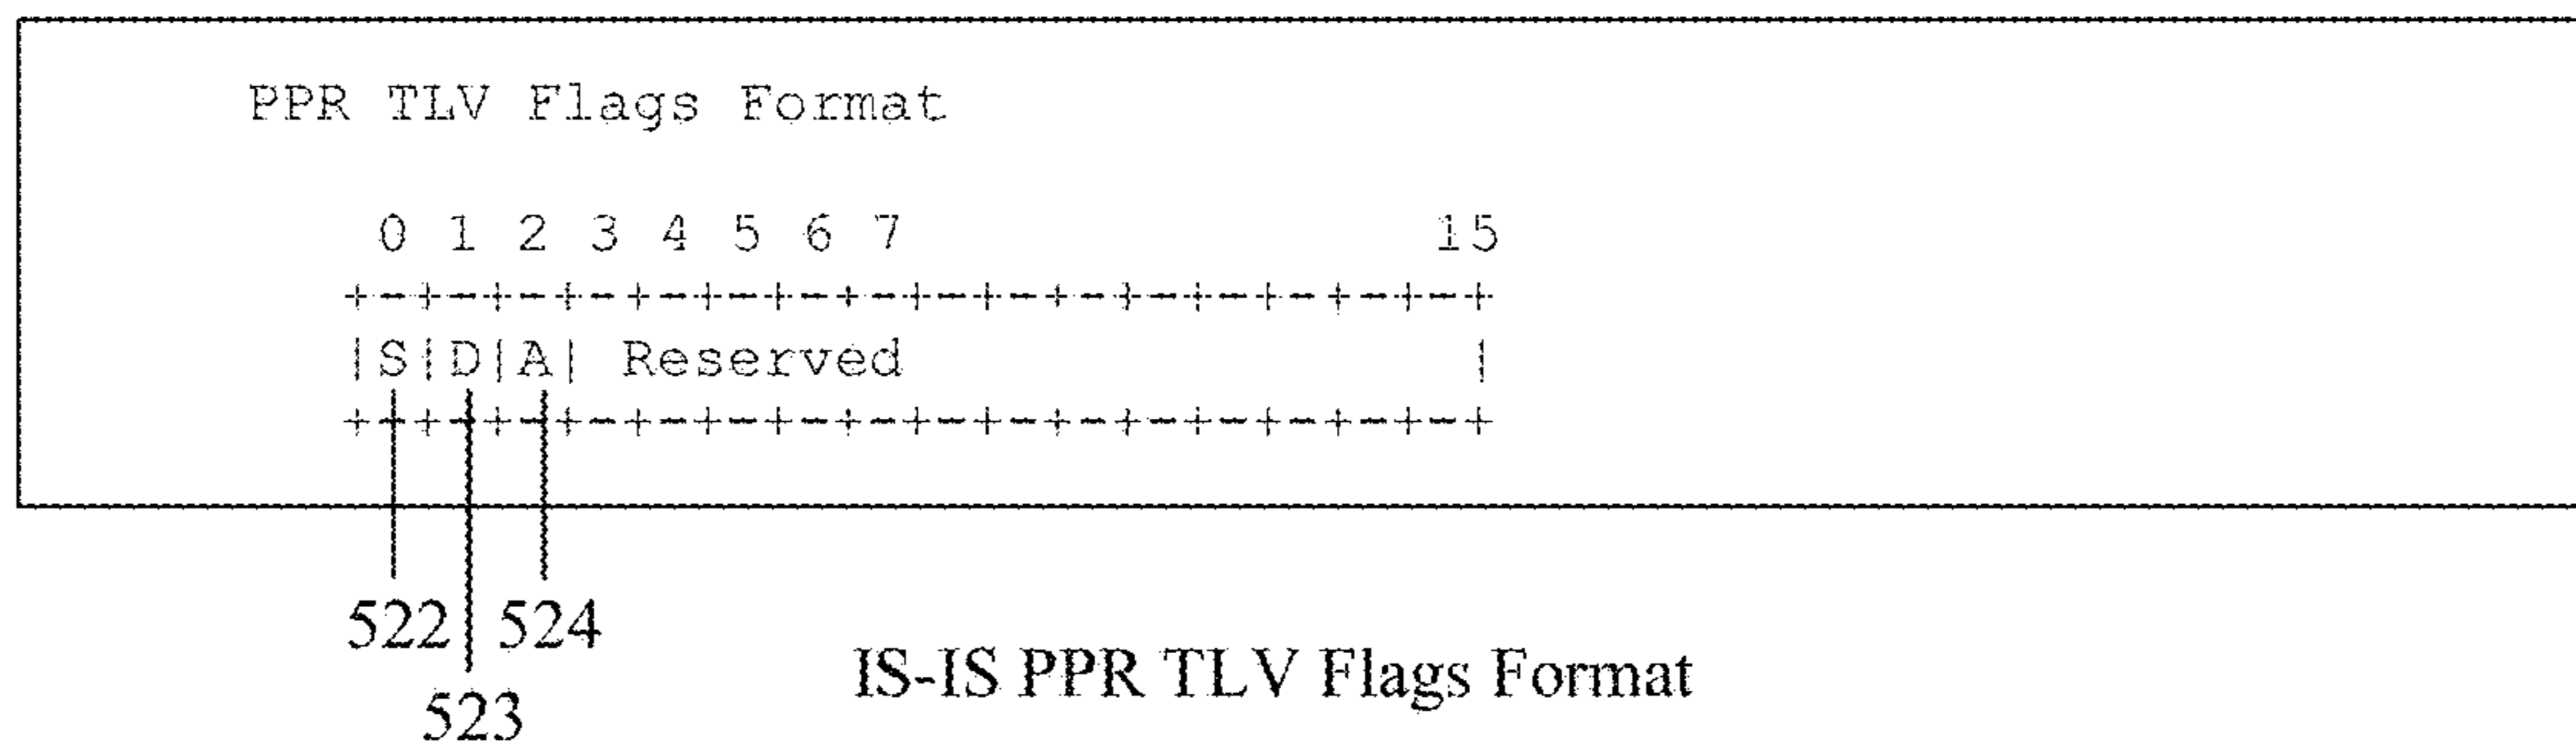 PPR TLV Flags Format
0 1 2 3 4 5 6 7 15
+-+-+-+-+-+-+-+-+-+-+-+-+-+-+-+-+
|S|D|A| Reserved |
+-+-+-+-+-+-+-+-+-+-+-+-+-+-+-+-+
522 524
523
IS-IS PPR TLV Flags Format